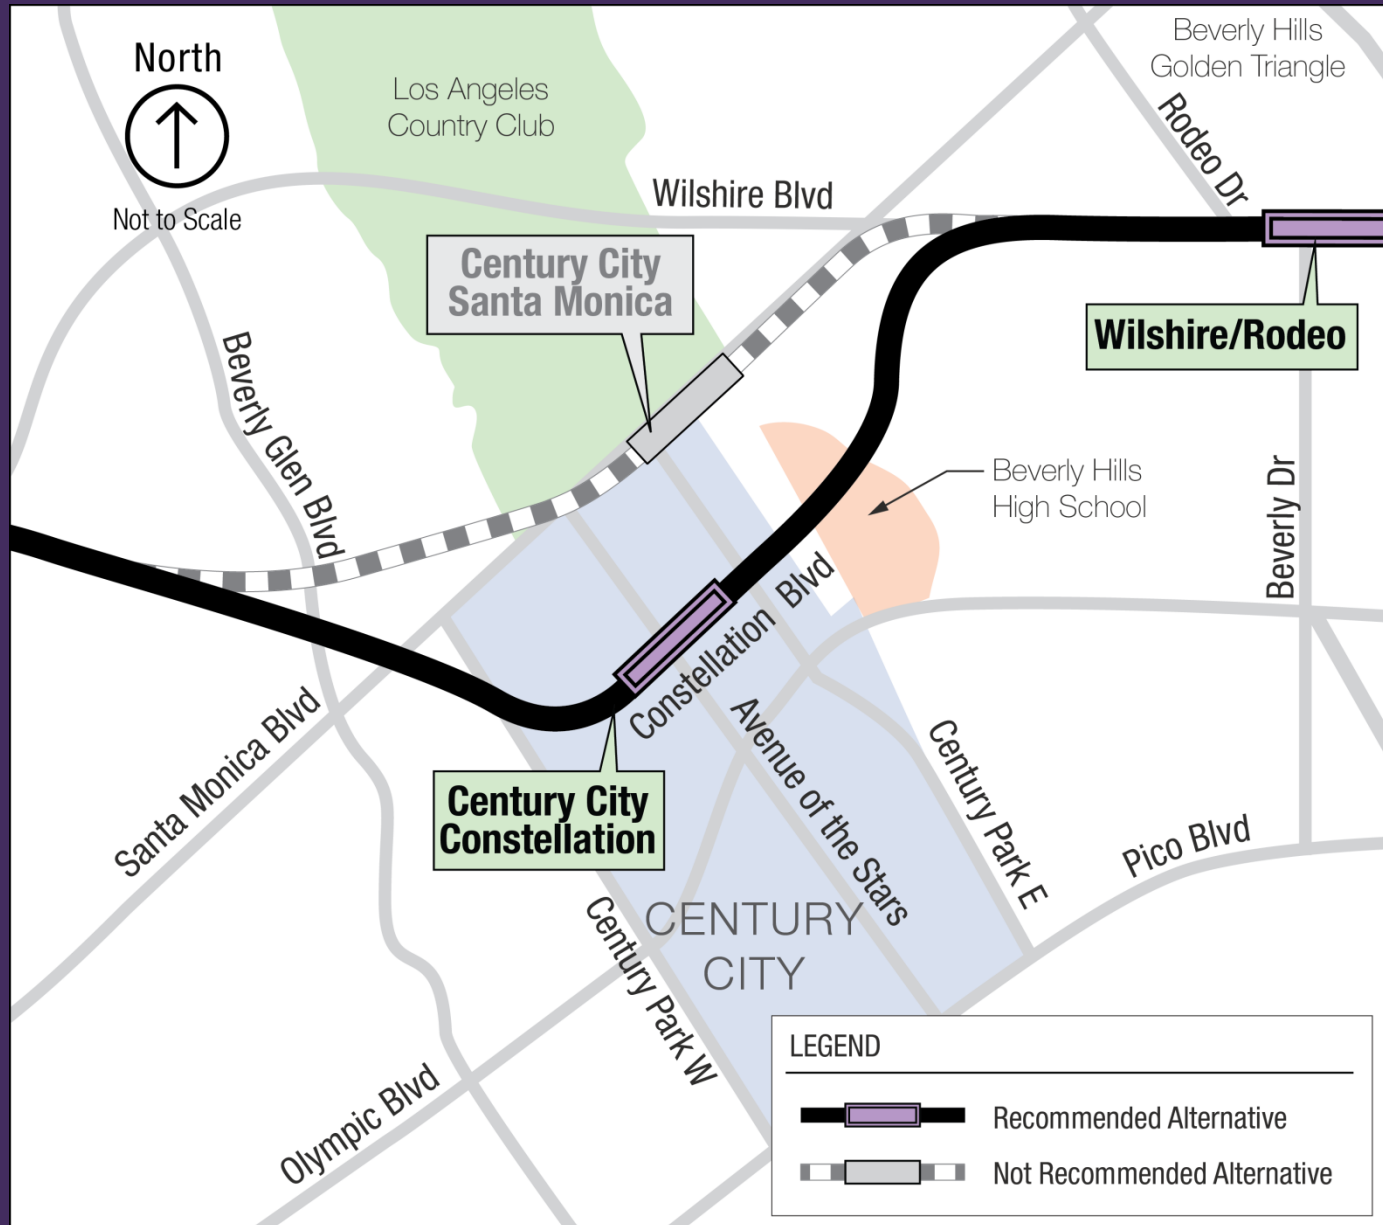 North
Not to Scale
Los Angeles
Country Club
Beverly Hills
Golden Triangle
Rodeo Dr
Wilshire Blvd
Century City
Santa Monica
Wilshire/Rodeo
Beverly Glen Blvd
Beverly Hills
High School
Beverly Dr
Constellation Blvd
Santa Monica Blvd
Avenue of the Stars
Century Park E
Century City
Constellation
Pico Blvd
Century Park W
CENTURY
CITY
Olympic Blvd
LEGEND
Recommended Alternative
Not Recommended Alternative